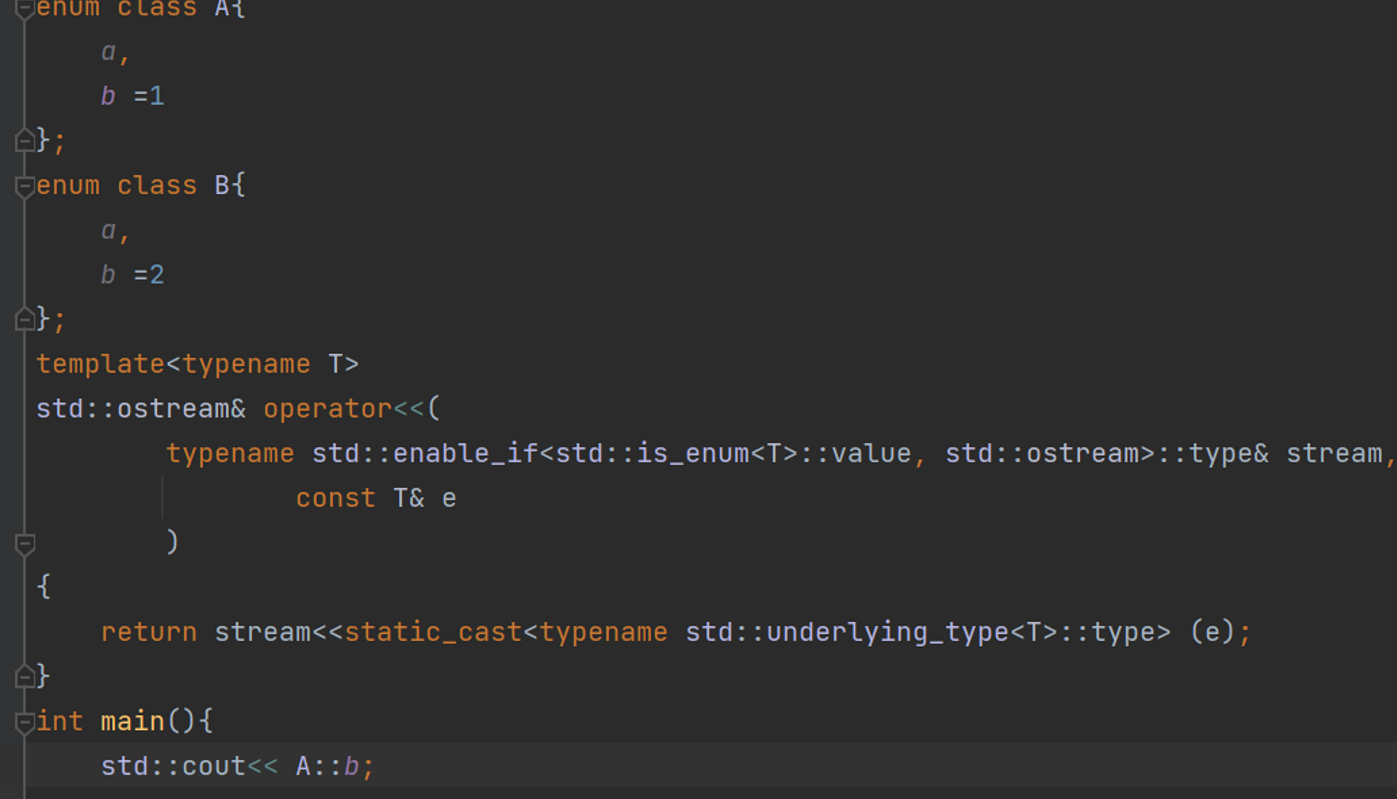 enum class A{
    a,
    b =1
};
enum class B{
    a,
    b =2
};
template<typename T>
std::ostream& operator<<(
        typename std::enable_if<std::is_enum<T>::value, std::ostream>::type& stream,
                const T& e
        )
{
    return stream<<static_cast<typename std::underlying_type<T>::type> (e);
}
int main(){
    std::cout<< A::b;